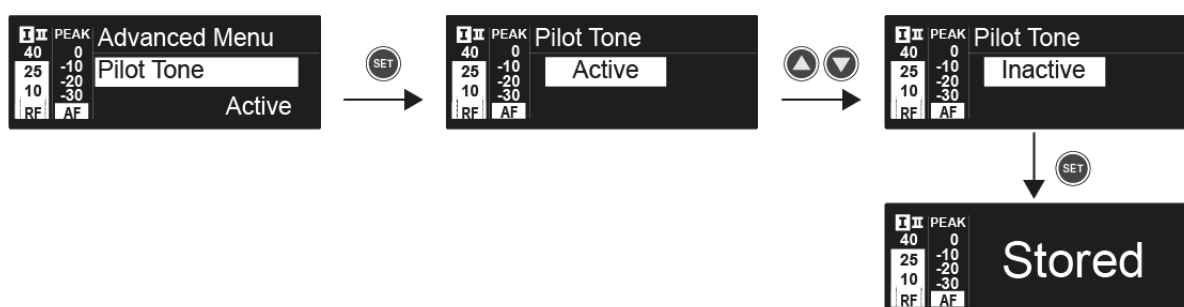 I II PEAK Advanced Menu
40 0
25 -10 Pilot Tone
-20
10 -30
RF AF Active
SET
I II PEAK Pilot Tone
40 0
25 -10 Active
-20
10 -30
RF AF
I II PEAK Pilot Tone
40 0
25 -10 Inactive
-20
10 -30
RF AF
SET
I II PEAK
40 0
25 -10 Stored
-20
10 -30
RF AF